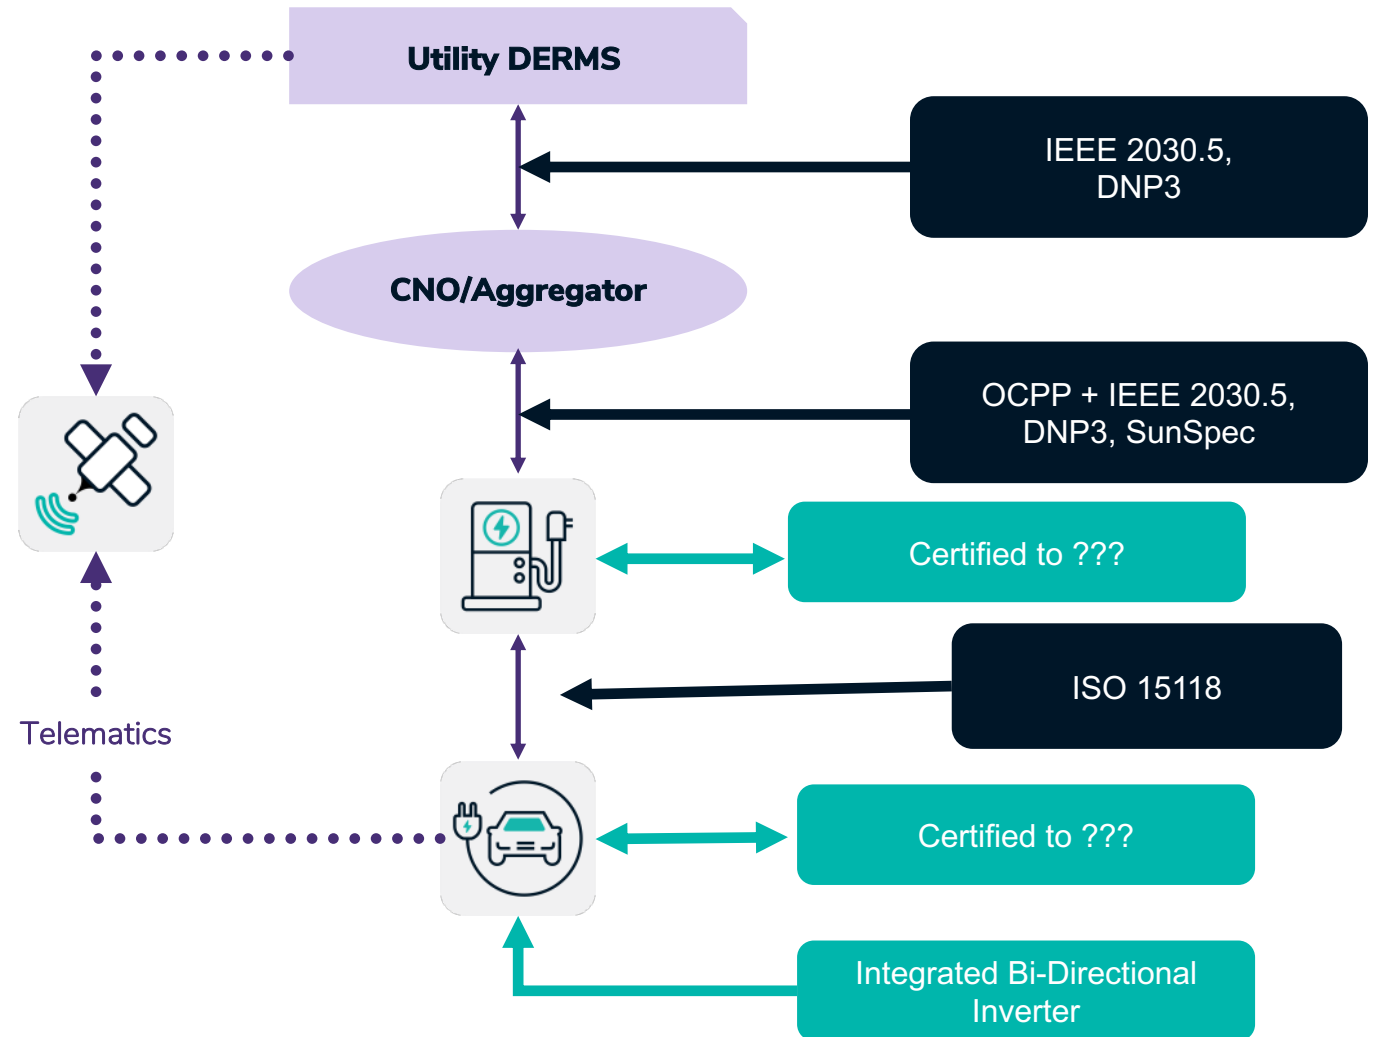 Utility DERMS
IEEE 2030.5,
DNP3
CNO/Aggregator
OCPP + IEEE 2030.5,
DNP3, SunSpec
Certified to ???
ISO 15118
Telematics
Certified to ???
Integrated Bi-Directional
Inverter